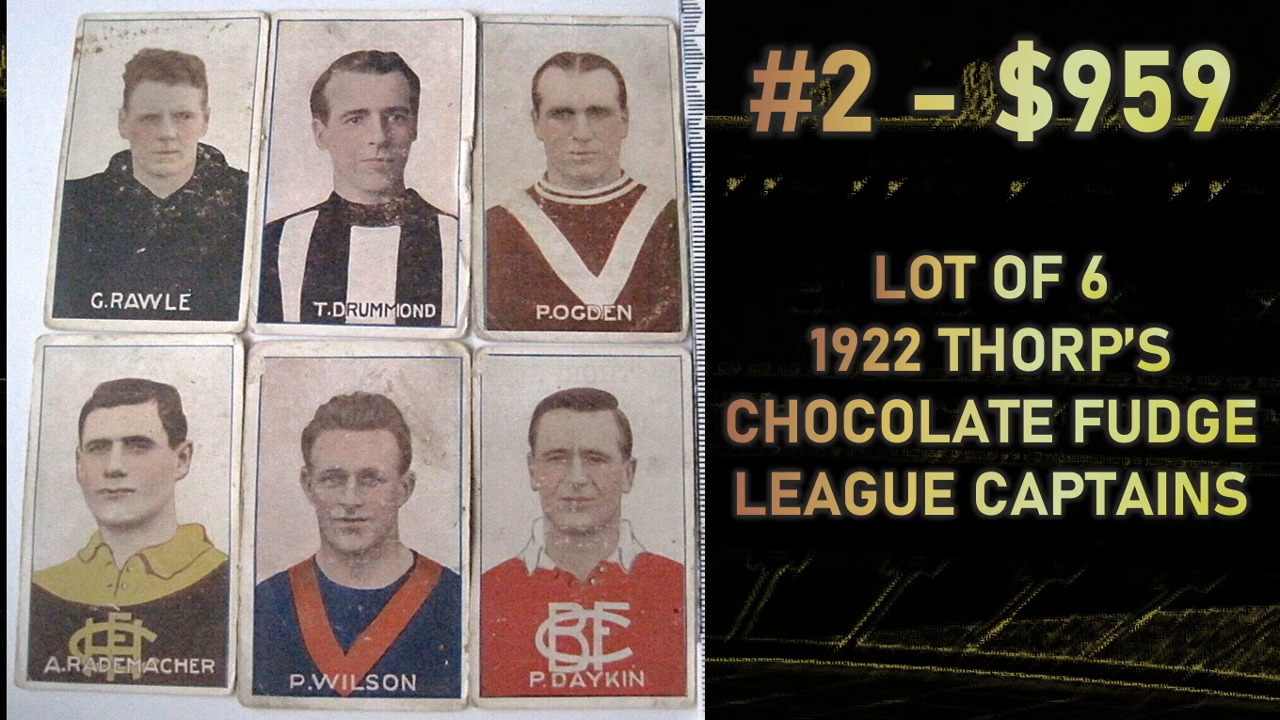 #2 - $959
LOT OF 6
1922 THORP'S
CHOCOLATE FUDGE
LEAGUE CAPTAINS
G.RAWLE
T.DRUMMOND
P.OGDEN
A.RADEMACHER
P.WILSON
P.DAYKIN